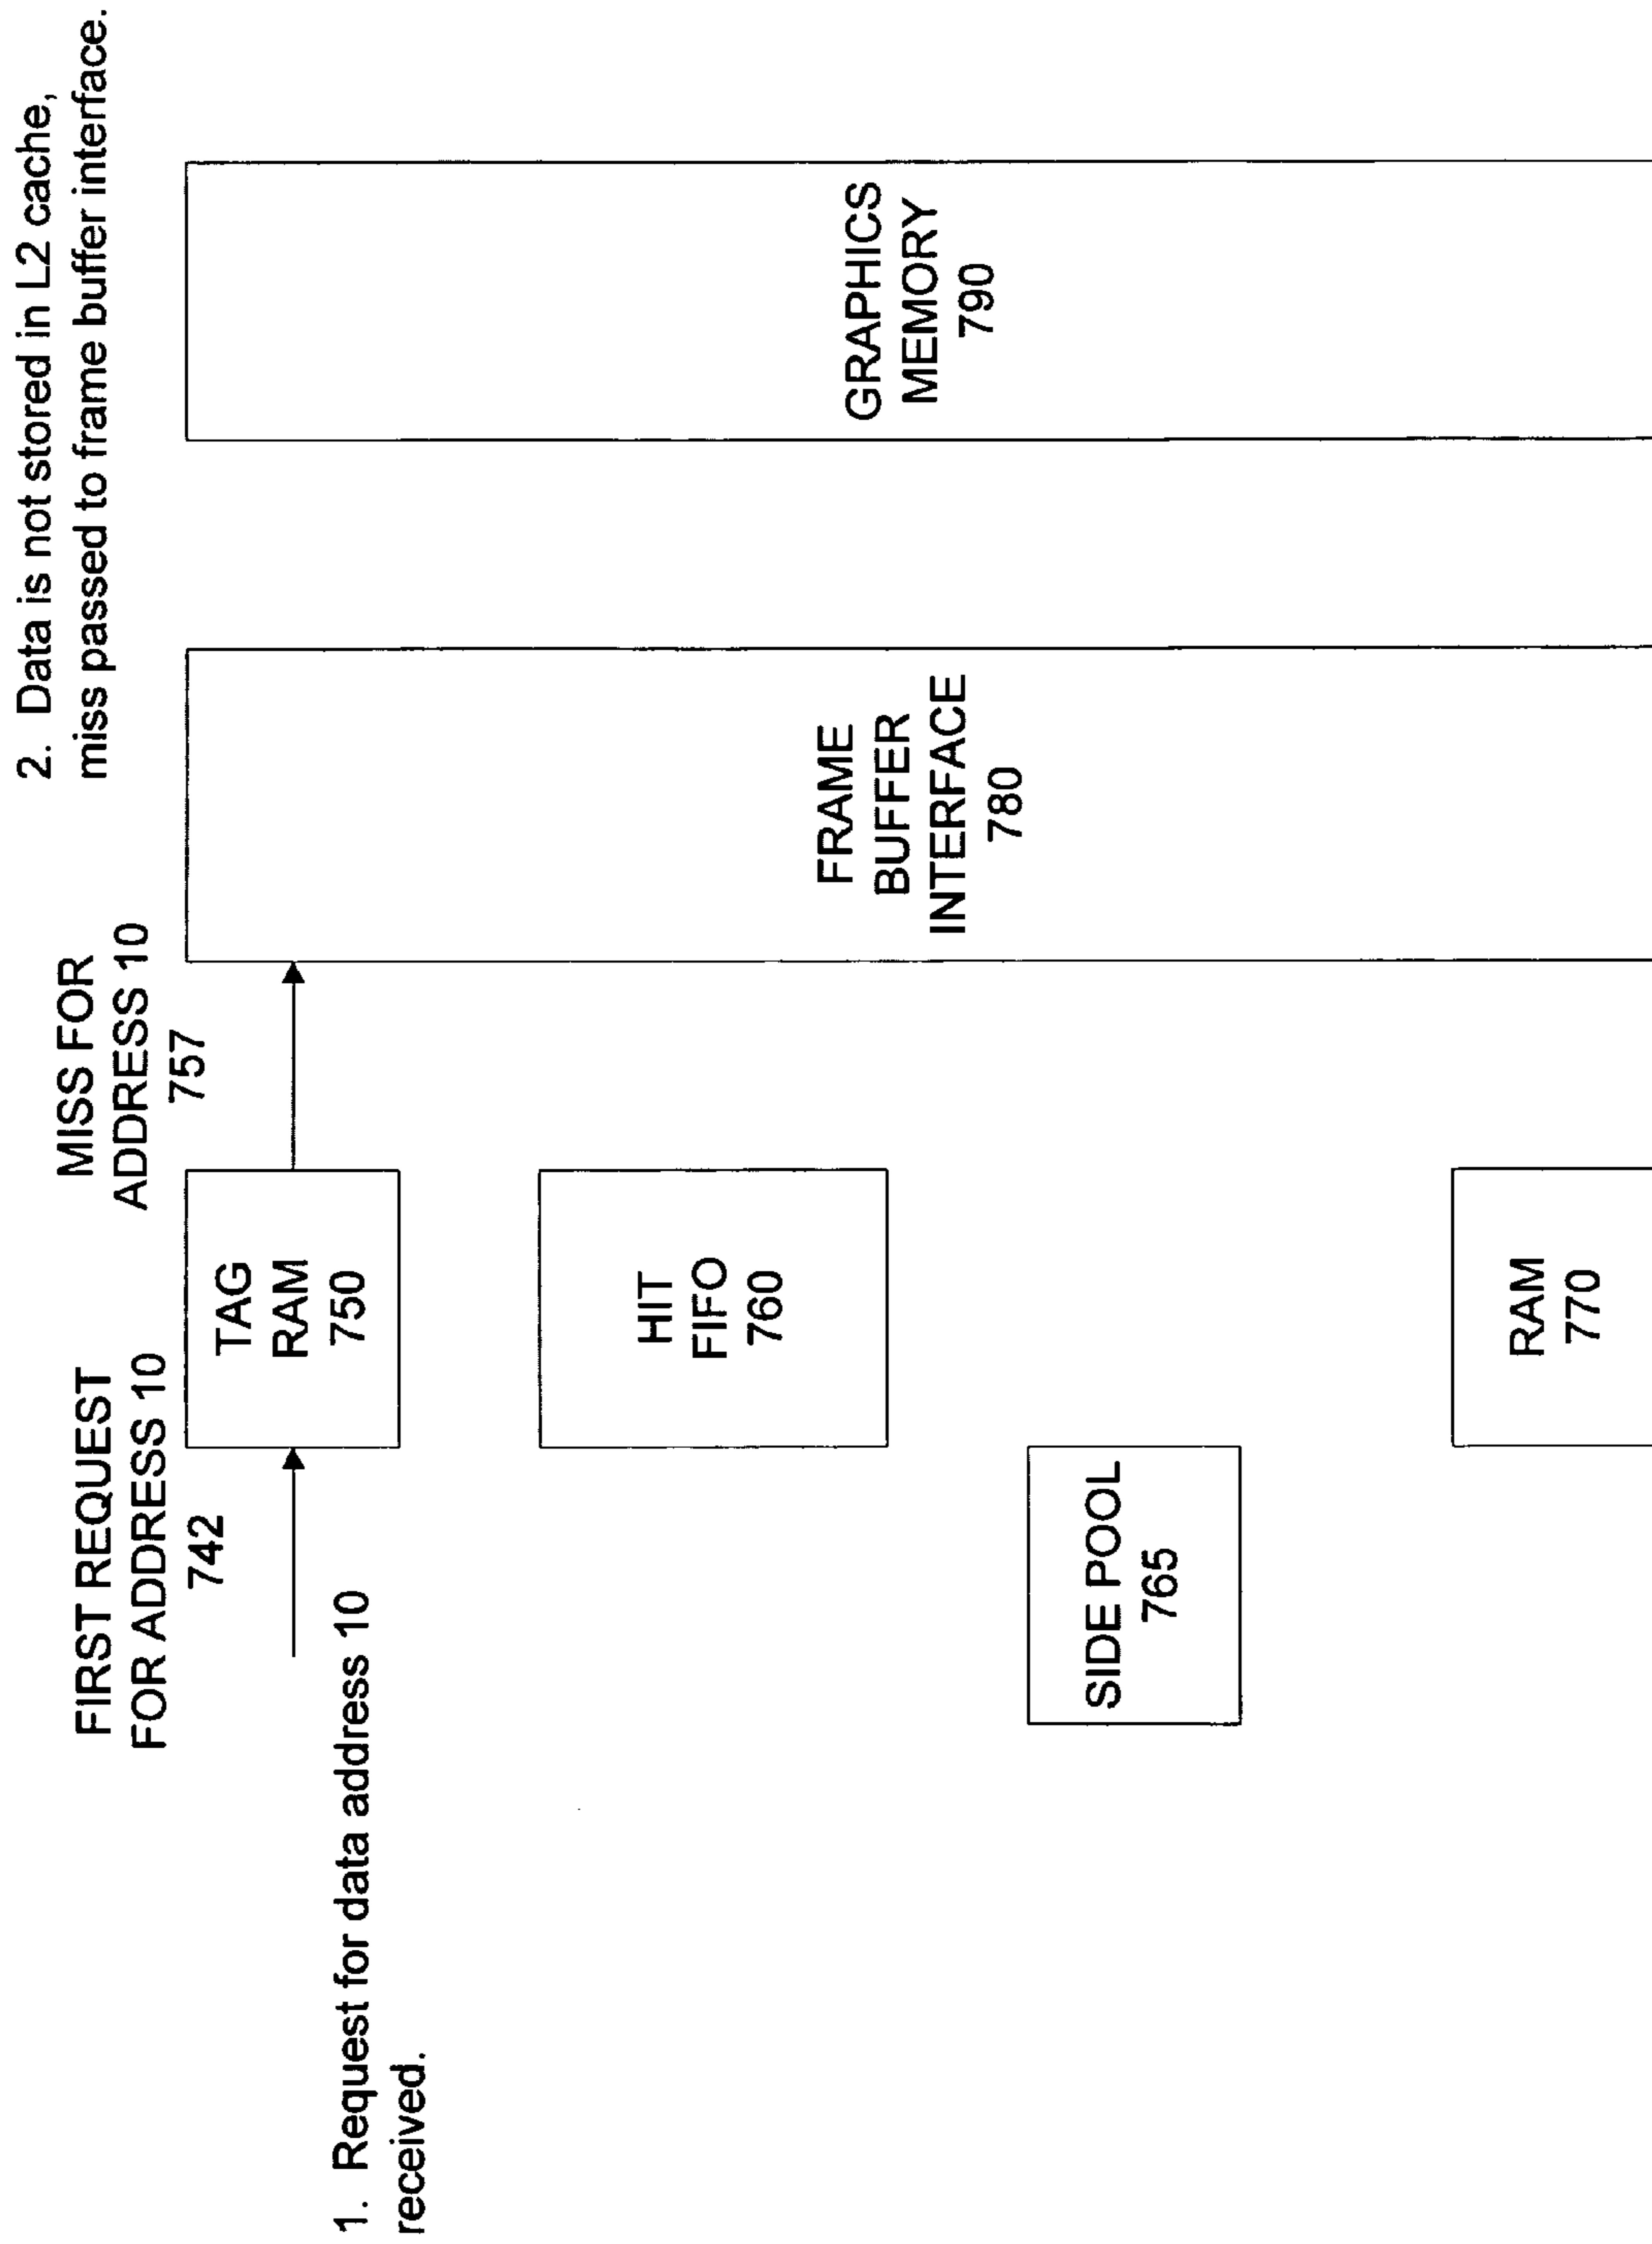 2. Data is not stored in L2 cache,
miss passed to frame buffer interface.
MISS FOR
ADDRESS 10
757
FIRST REQUEST
FOR ADDRESS 10
742
1. Request for data address 10
received.
TAG
RAM
750
HIT
FIFO
760
SIDE POOL
765
RAM
770
FRAME
BUFFER
INTERFACE
780
GRAPHICS
MEMORY
790